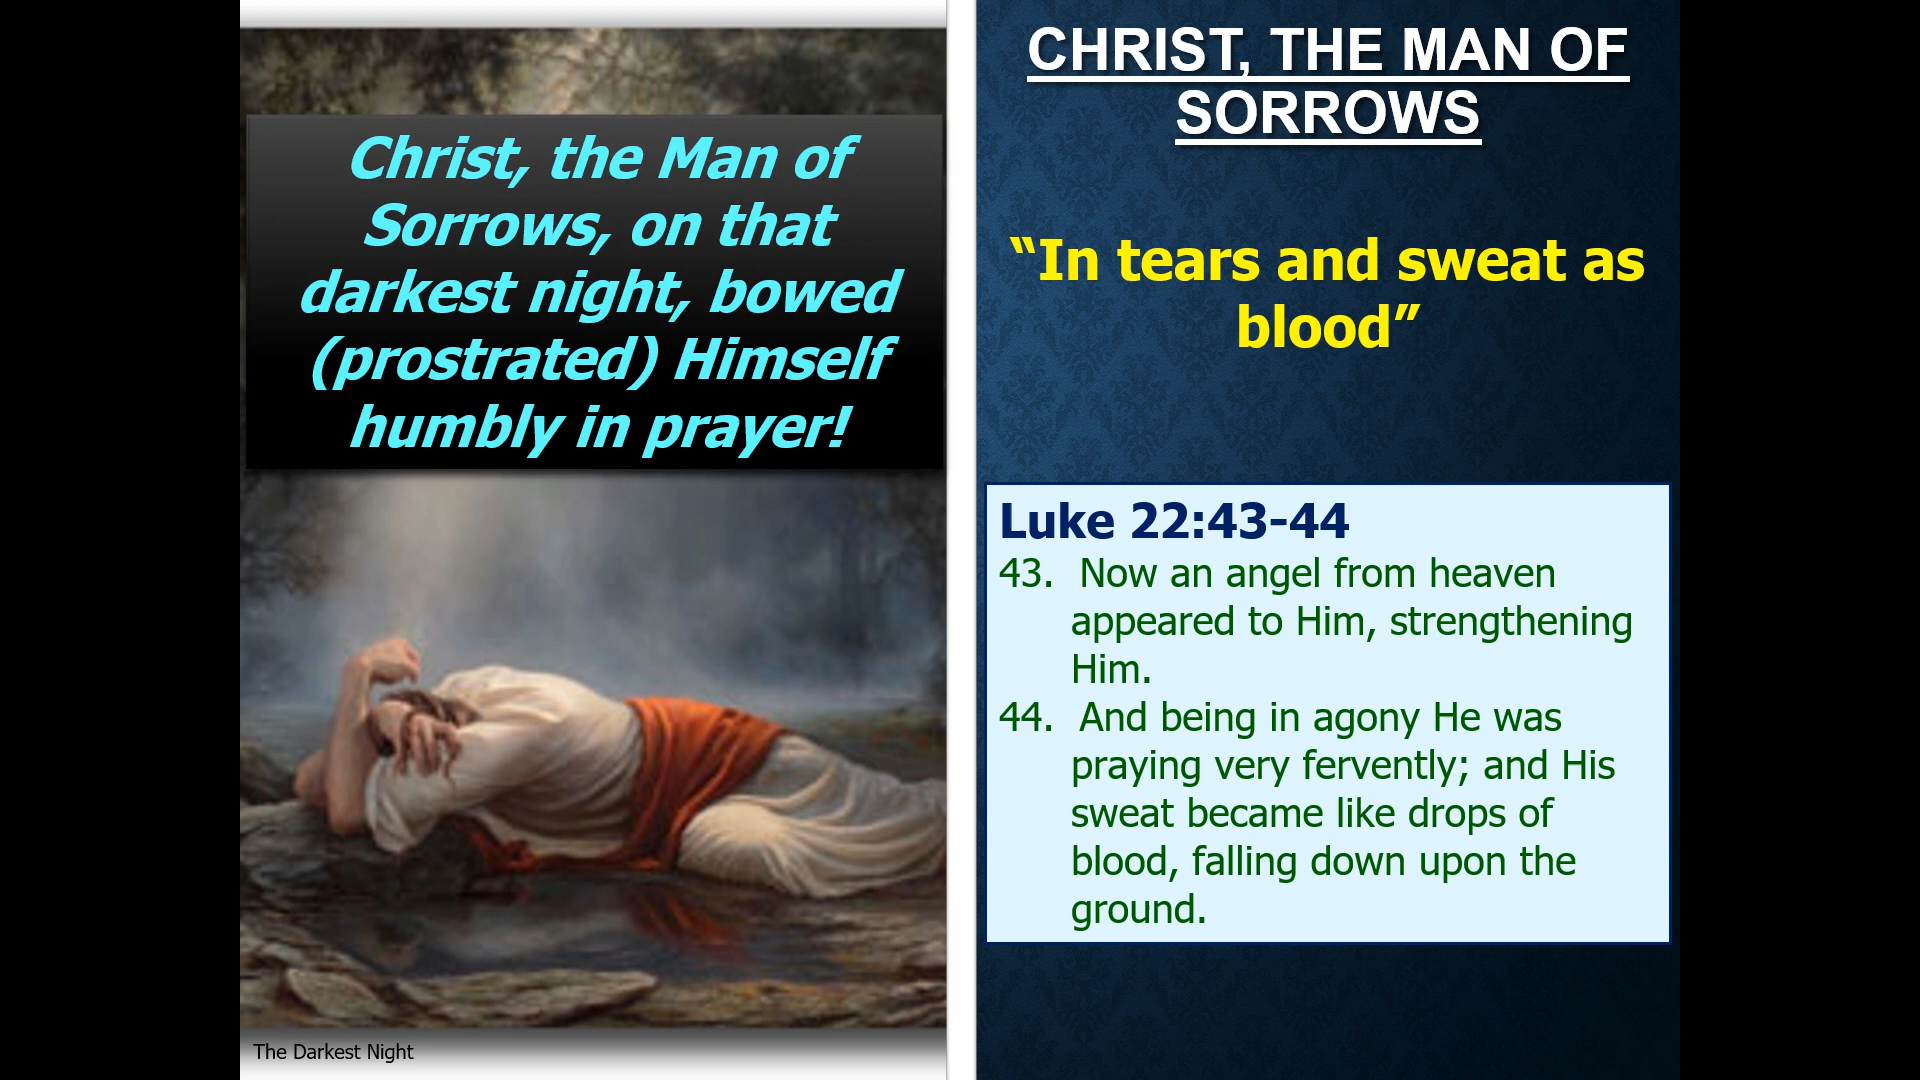 Christ, the Man of
Sorrows, on that
darkest night, bowed
(prostrated) Himself
humbly in prayer!
The Darkest Night
CHRIST, THE MAN OF
SORROWS
“In tears and sweat as
blood”
Luke 22:43-44
43. Now an angel from heaven
appeared to Him, strengthening
Him.
44. And being in agony He was
praying very fervently; and His
sweat became like drops of
blood, falling down upon the
ground.